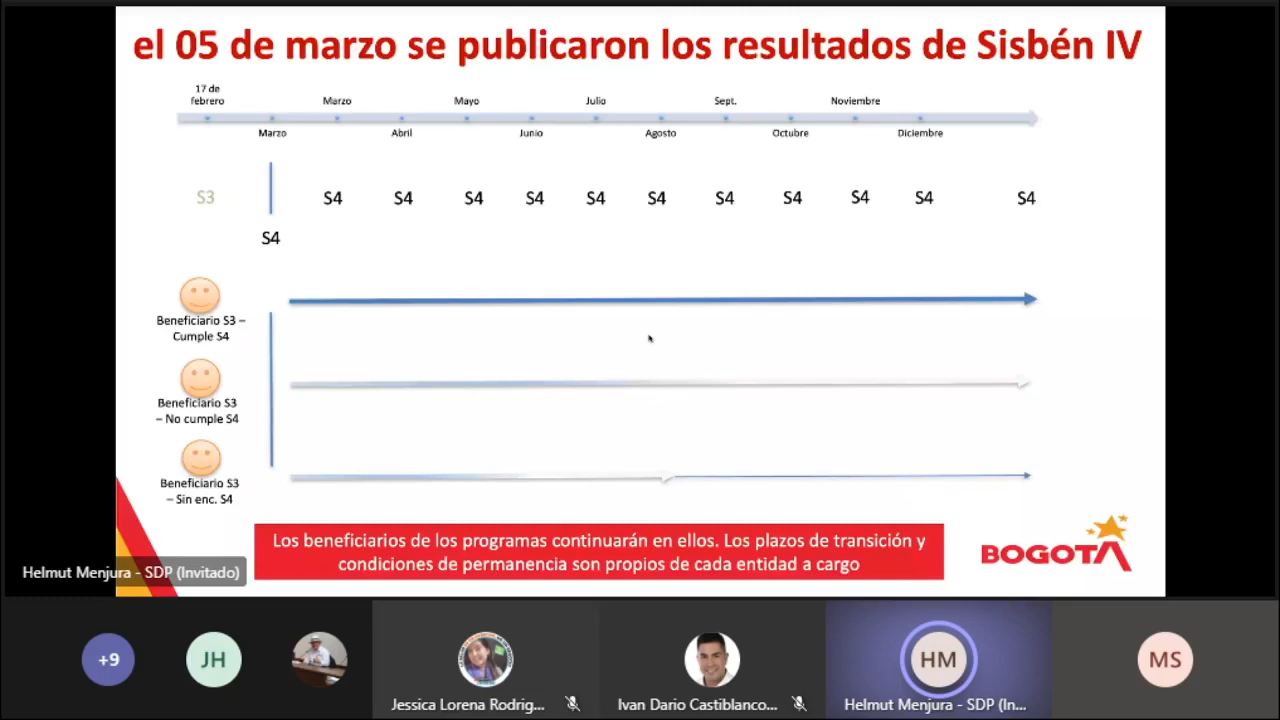 el 05 de marzo se publicaron los resultados de Sisbén IV
17 de
febrero
Marzo
Mayo
Julio
Sept.
Noviembre
Marzo
Abril
Junio
Agosto
Octubre
Diciembre
S3
S4
S4
S4
S4
S4
S4
S4
S4
S4
S4
S4
S4
Beneficiario S3 –
Cumple S4
Beneficiario S3
– No cumple S4
Beneficiario S3
– Sin enc. S4
Los beneficiarios de los programas continuarán en ellos. Los plazos de transición y
condiciones de permanencia son propios de cada entidad a cargo
BOGOTA
Helmut Menjura - SDP (Invitado)
+9
JH
HM
MS
Jessica Lorena Rodrig...
Ivan Dario Castiblanco...
Helmut Menjura - SDP (In...